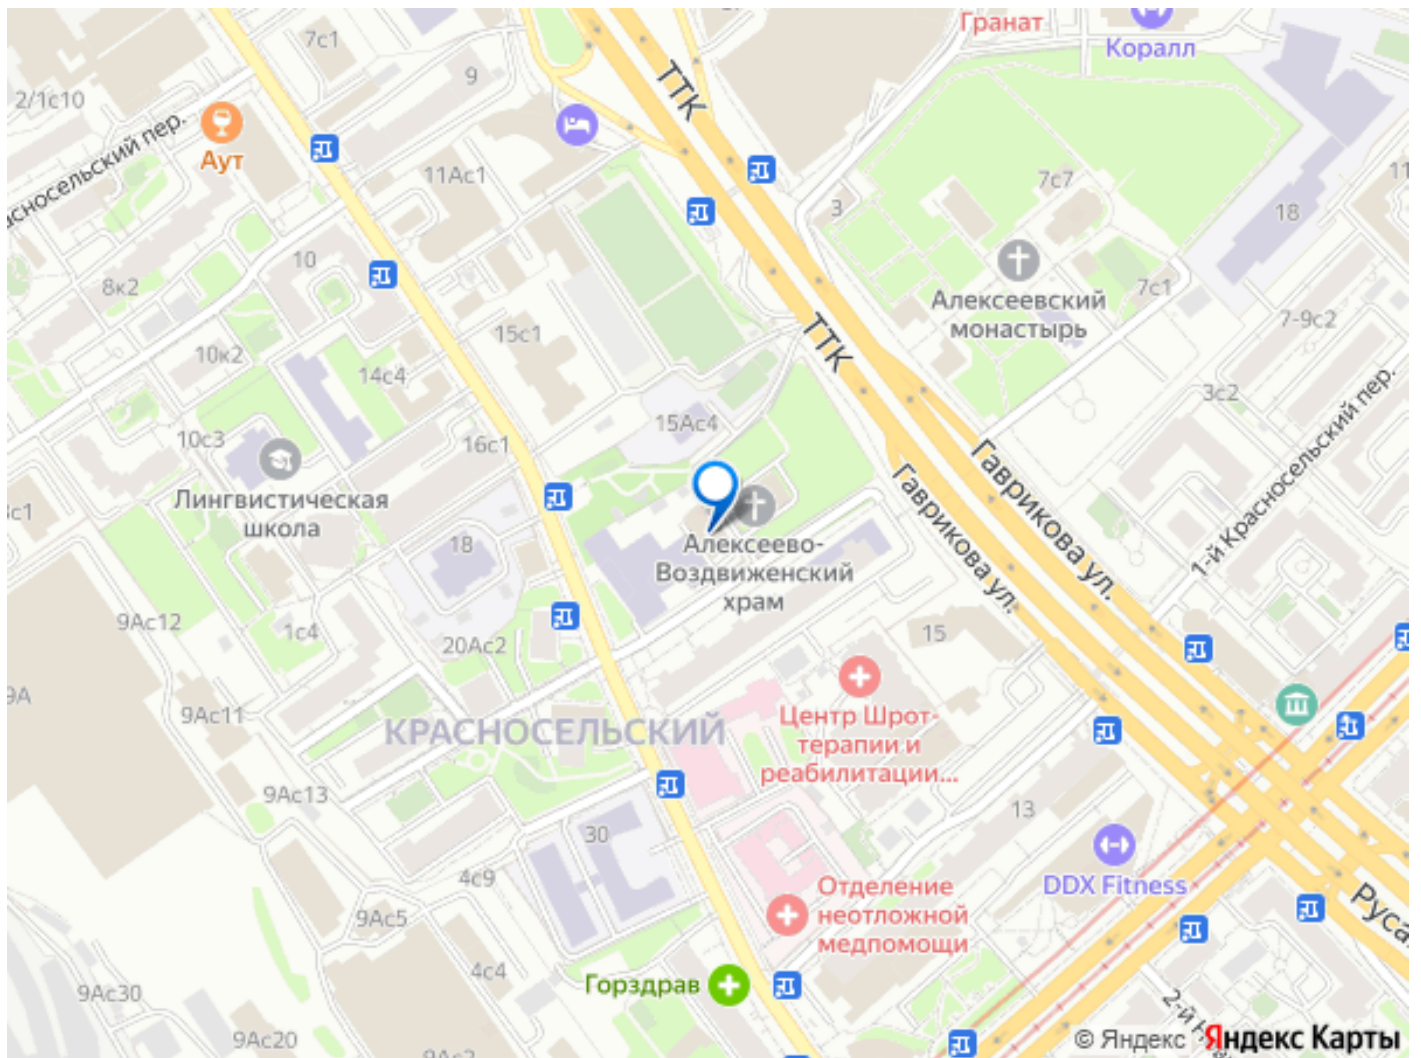 7с1
Гранат
Коралл
9
2/1с10
ТТК
Аут
11Ас1
7с7
11
3
18
10
8к2
Алексеевский
монастырь
7с1
7-9с2
15с1
ТТК
10к2
14с4
3с2
1-й Красносельский пер.
15Ас4
10с3
16с1
Лингвистическая
школа
Гаврикова ул.
Гаврикова ул.
18
Алексеево-
Воздвиженский
храм
9Ас12
1с4
20Ас2
15
9А
9Ас11
КРАСНОСЕЛЬСКИЙ
Центр Шрот-
терапии и
реабилитации...
9Ас13
13
30
DDX Fitness
4с9
Отделение
неотложной
медпомощи
9Ас5
4с4
Горздрав
9Ас30
2-й
9Ас20
© Яндекс Яндекс Карты